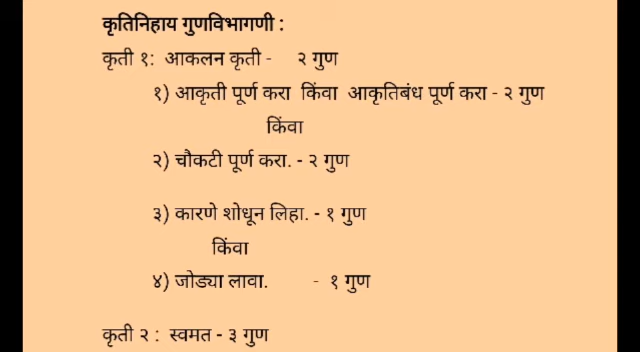 कृतिनिहाय गुणविभागणी :
कृती १: आकलन कृती - २ गुण
१) आकृती पूर्ण करा किंवा आकृतिबंध पूर्ण करा - २ गुण
किंवा
२) चौकटी पूर्ण करा. - २ गुण
३) कारणे शोधून लिहा. - १ गुण
किंवा
४) जोड्या लावा. - १ गुण
कृती २ : स्वमत - ३ गुण